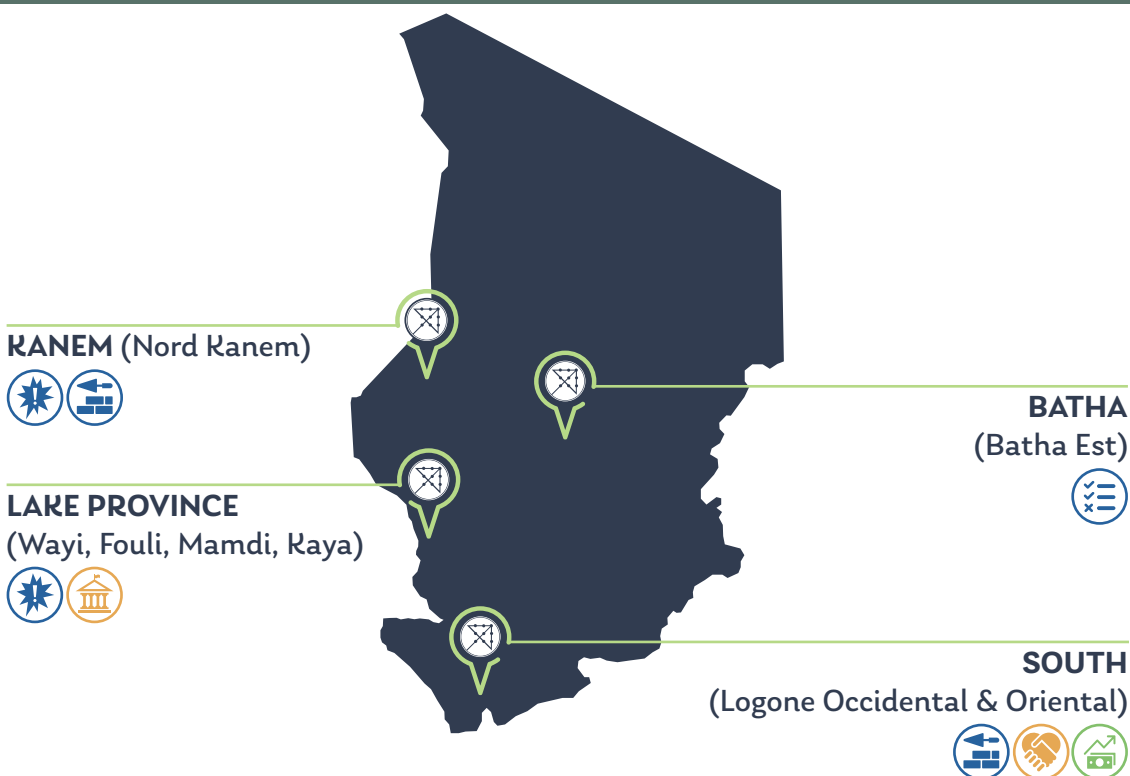 KANEM (Nord Kanem)
BATHA
(Batha Est)
LAKE PROVINCE
(Wayi, Fouli, Mamdi, Kaya)
SOUTH
(Logone Occidental & Oriental)